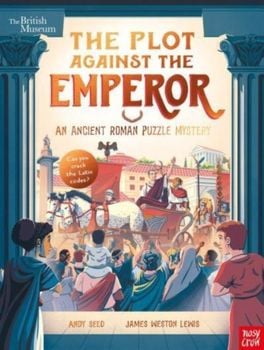 The British
Museum
THE PLOT
AGAINST THE
EMPEROR
AN ANCIENT ROMAN PUZZLE MYSTERY
Can you
crack the
Latin
codes?
ANDY SEED JAMES WESTON LEWIS
nosy
crow